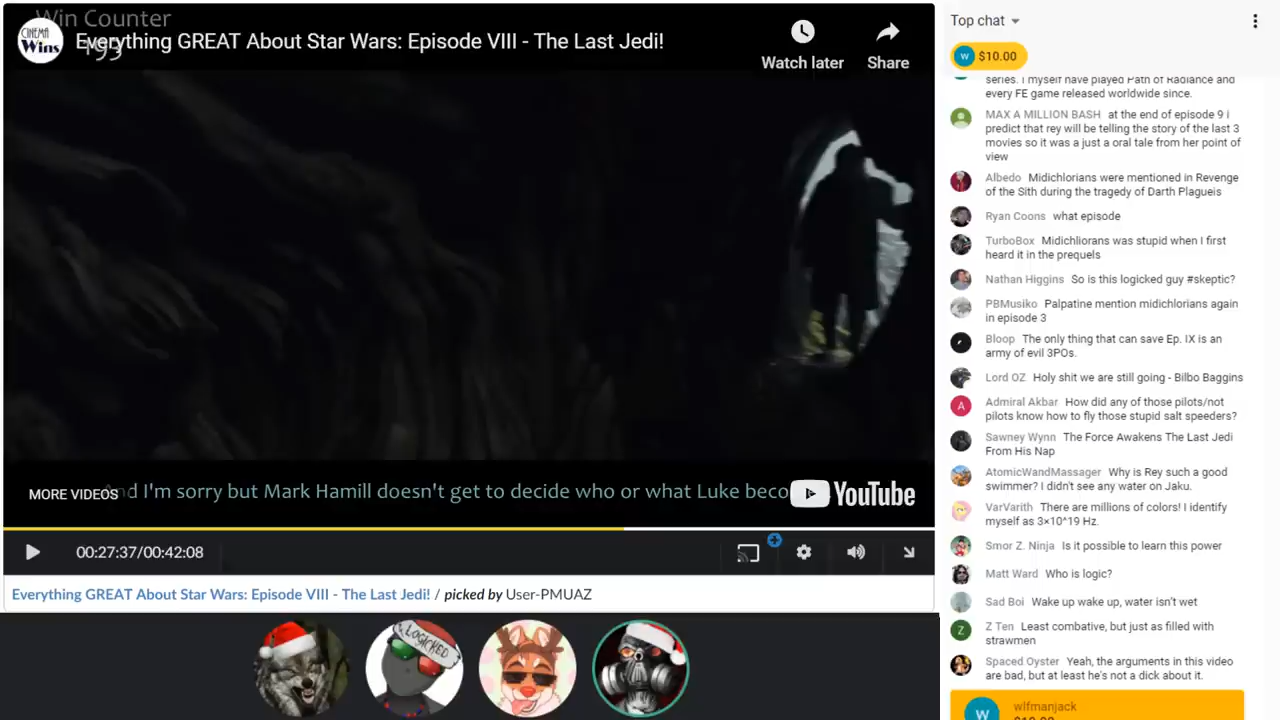 Win Counter
193
CINEMA
Wins
Everything GREAT About Star Wars: Episode VIII - The Last Jedi!
Watch later
Share
MORE VIDEOS
And I'm sorry but Mark Hamill doesn't get to decide who or what Luke beco
YouTube
00:27:37/00:42:08
Everything GREAT About Star Wars: Episode VIII - The Last Jedi! / picked by User-PMUAZ
LOGICKED
Top chat
W $10.00
series. I myself have played Path of Radiance and
every FE game released worldwide since.
MAX A MILLION BASH at the end of episode 9 i
predict that rey will be telling the story of the last 3
movies so it was a just a oral tale from her point of
view
Albedo Midichlorians were mentioned in Revenge
of the Sith during the tragedy of Darth Plagueis
Ryan Coons what episode
TurboBox Midichliorans was stupid when I first
heard it in the prequels
Nathan Higgins So is this logicked guy #skeptic?
PBMusiko Palpatine mention midichlorians again
in episode 3
Bloop The only thing that can save Ep. IX is an
army of evil 3POs.
Lord OZ Holy shit we are still going - Bilbo Baggins
A Admiral Akbar How did any of those pilots/not
pilots know how to fly those stupid salt speeders?
Sawney Wynn The Force Awakens The Last Jedi
From His Nap
AtomicWandMassager Why is Rey such a good
swimmer? I didn't see any water on Jaku.
VarVarith There are millions of colors! I identify
myself as 3×10^19 Hz.
Smor Z. Ninja Is it possible to learn this power
Matt Ward Who is logic?
Sad Boi Wake up wake up, water isn't wet
Z Z Ten Least combative, but just as filled with
strawmen
Spaced Oyster Yeah, the arguments in this video
are bad, but at least he's not a dick about it.
W wlfmanjack
$10.00